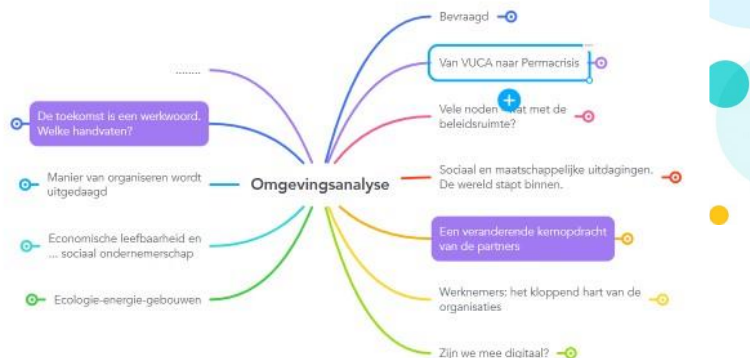 Bevraagd
Van VUCA naar Permacrisis
Vele noden
at met de
beleidsruimte?
Sociaal en maatschappelijke uitdagingen.
De wereld stapt binnen.
Een veranderende kernopdracht
van de partners
Werknemers: het kloppend hart van de
organisaties
Zijn we mee digitaal?
Omgevingsanalyse
.........
De toekomst is een werkwoord.
Welke handvaten?
Manier van organiseren wordt
uitgedaagd
Economische leefbaarheid en
... sociaal ondernemerschap
Ecologie-energie-gebouwen